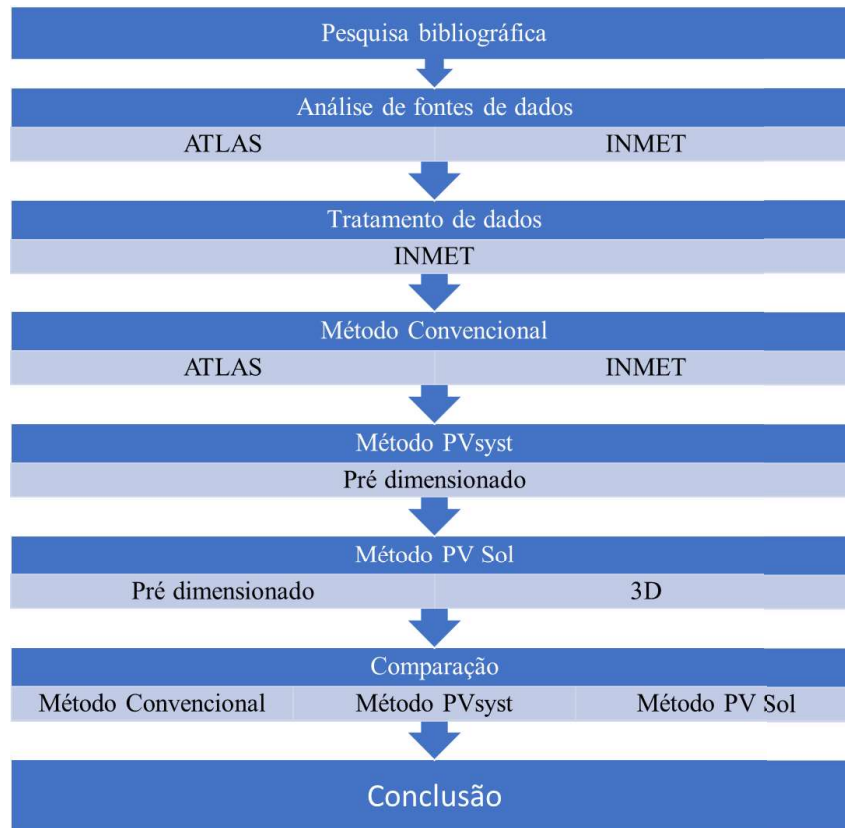 Pesquisa bibliográfica
Análise de fontes de dados
ATLAS INMET
Tratamento de dados
INMET
Método Convencional
ATLAS INMET
Método PVsyst
Pré dimensionado
Método PV Sol
Pré dimensionado 3D
Comparação
Método Convencional Método PVsyst Método PV Sol
Conclusão